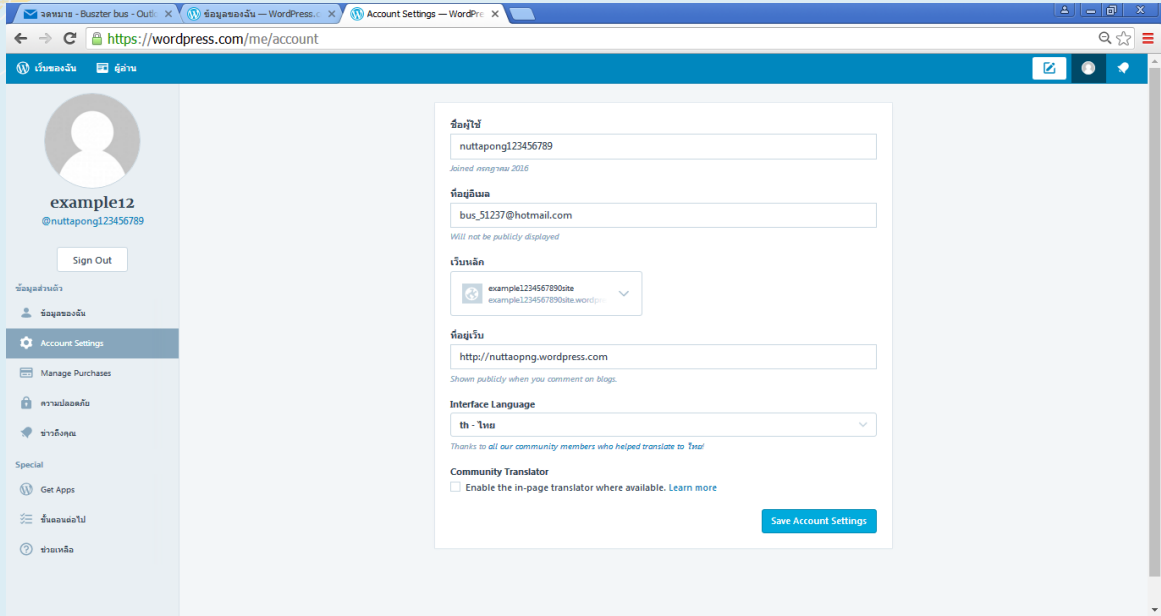 จดหมาย - Buszter bus - Outlo
ข้อมูลของฉัน — WordPress.c
Account Settings — WordPre
https://wordpress.com/me/account
เว็บของฉัน
ผู้อ่าน
example12
@nuttapong123456789
Sign Out
ข้อมูลส่วนตัว
ข้อมูลของฉัน
Account Settings
Manage Purchases
ความปลอดภัย
ข่าวถึงคุณ
Special
Get Apps
ขั้นตอนต่อไป
ช่วยเหลือ
ชื่อผู้ใช้
nuttapong123456789
Joined กรกฎาคม 2016
ที่อยู่อีเมล
bus_51237@hotmail.com
Will not be publicly displayed
เว็บหลัก
example1234567890site
example1234567890site.wordpre
ที่อยู่เว็บ
http://nuttaopng.wordpress.com
Shown publicly when you comment on blogs.
Interface Language
th - ไทย
Thanks to all our community members who helped translate to ไทย!
Community Translator
Enable the in-page translator where available. Learn more
Save Account Settings